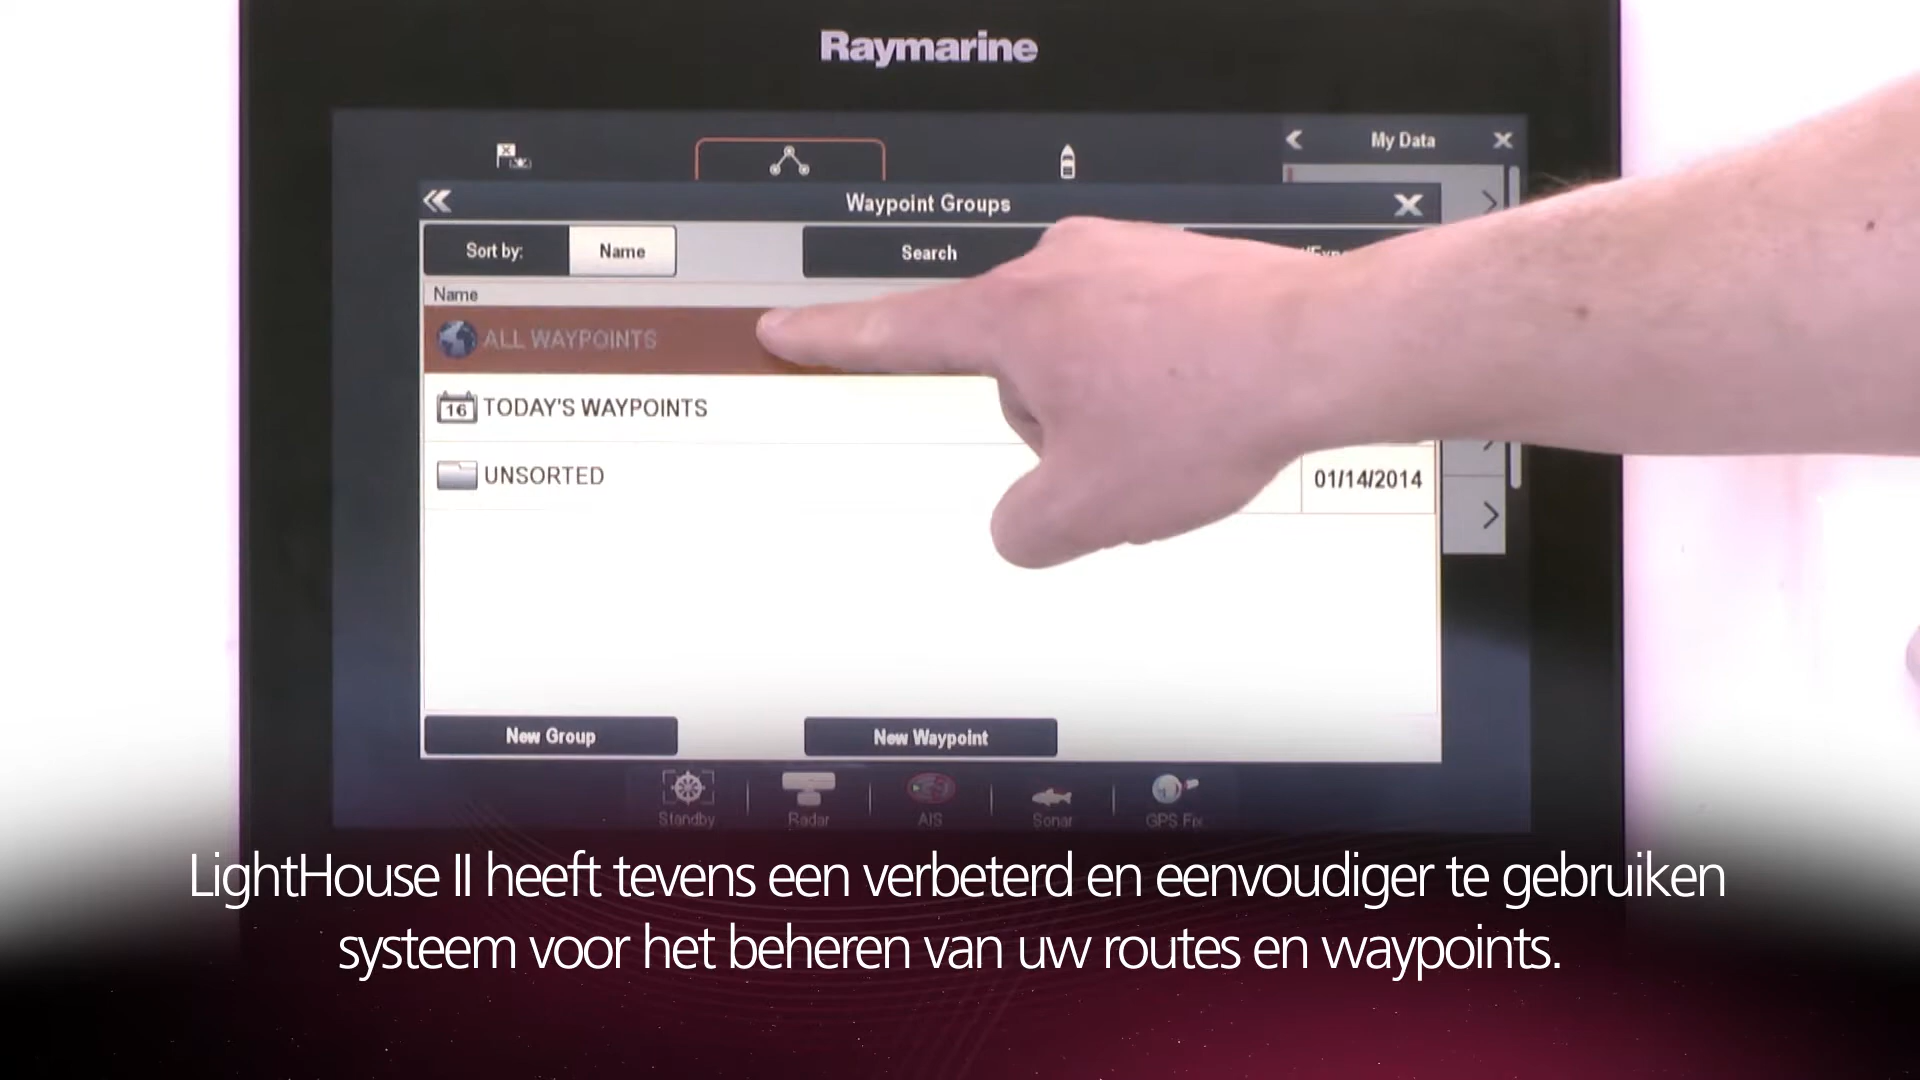 Raymarine
My Data
Waypoint Groups
Sort by: Name Search
Name
ALL WAYPOINTS
16 TODAY'S WAYPOINTS
UNSORTED 01/14/2014
New Group New Waypoint
Standby Radar AIS Sonar GPS Fix
LightHouse II heeft tevens een verbeterd en eenvoudiger te gebruiken
systeem voor het beheren van uw routes en waypoints.